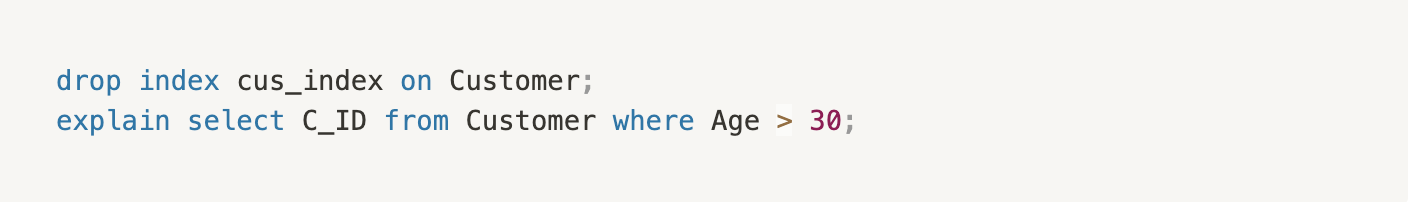 drop index cus_index on Customer;
explain select C_ID from Customer where Age > 30;